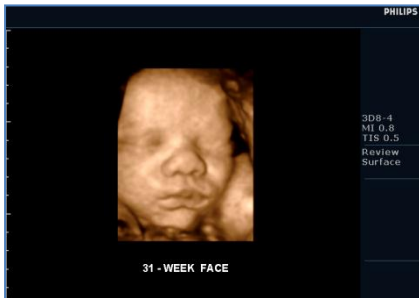 PHILIPS
3D8-4
MI 0.8
TIS 0.5
Review
Surface
31 - WEEK FACE